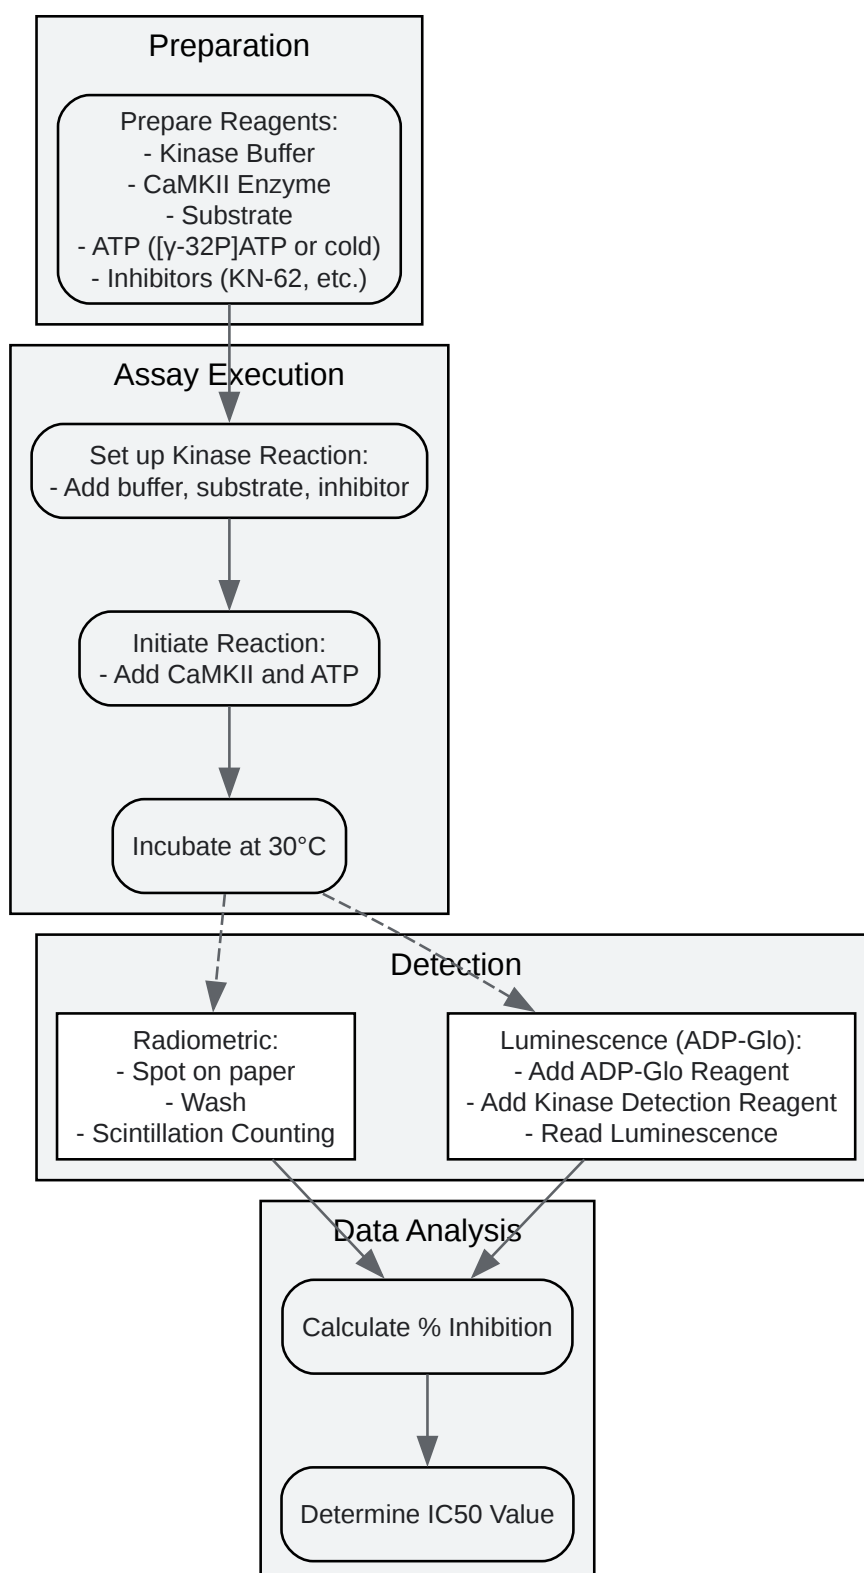 Preparation
Prepare Reagents:
- Kinase Buffer
- CaMKII Enzyme
- Substrate
- ATP ([γ-32P]ATP or cold)
- Inhibitors (KN-62, etc.)
Assay Execution
Set up Kinase Reaction:
- Add buffer, substrate, inhibitor
Initiate Reaction:
- Add CaMKII and ATP
Incubate at 30°C
Detection
Radiometric:
- Spot on paper
- Wash
- Scintillation Counting
Luminescence (ADP-Glo):
- Add ADP-Glo Reagent
- Add Kinase Detection Reagent
- Read Luminescence
Data Analysis
Calculate % Inhibition
Determine IC50 Value